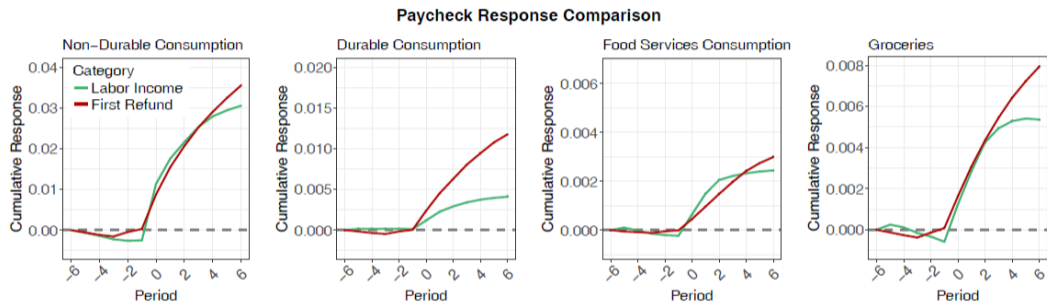 Paycheck Response Comparison
Non-Durable Consumption
Cumulative Response
0.04
0.03
0.02
0.01
0.00
Category
Labor Income
First Refund
-6 -4 -2 0 2 4 6
Period
Durable Consumption
Cumulative Response
0.020
0.015
0.010
0.005
0.000
-6 -4 -2 0 2 4 6
Period
Food Services Consumption
Cumulative Response
0.006
0.004
0.002
0.000
-6 -4 -2 0 2 4 6
Period
Groceries
Cumulative Response
0.008
0.006
0.004
0.002
0.000
-6 -4 -2 0 2 4 6
Period